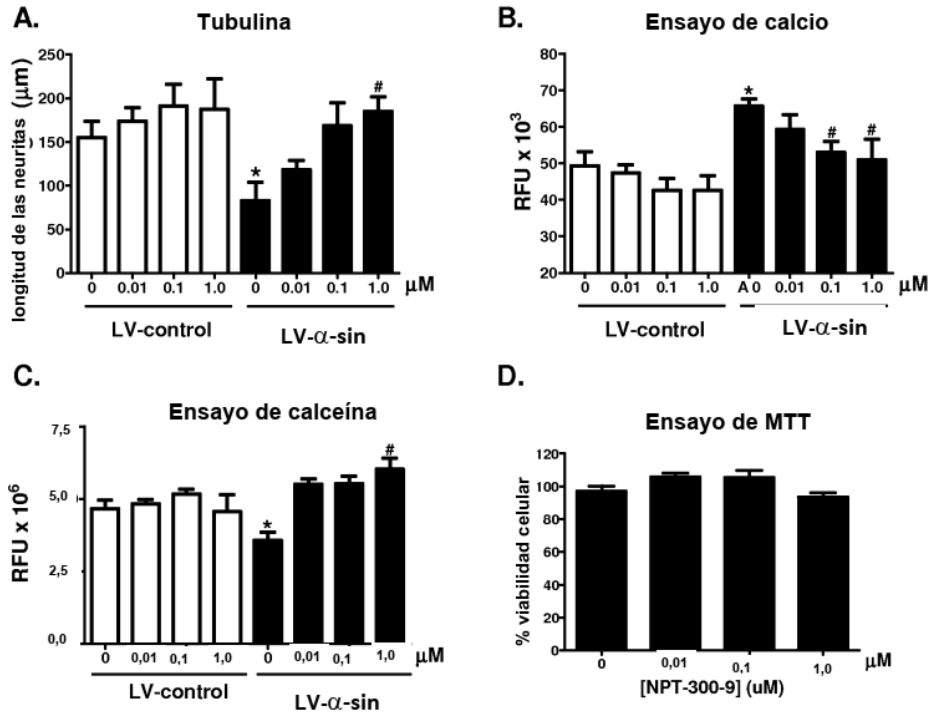 A.
Tubulina
longitud de las neuritas (μm)
250
200
150
100
50
0
*
#
0 0.01 0.1 1.0 0 0.01 0.1 1.0 μM
LV-control
LV-α-sin
B.
Ensayo de calcio
RFU x 10³
80
70
60
50
40
30
20
*
# #
0 0.01 0.1 1.0 A 0 0.01 0.1 1.0 μM
LV-control
LV-α-sin
C.
Ensayo de calceína
RFU x 10⁶
7,5
5,0
2,5
0,0
*
#
0 0,01 0,1 1,0 0 0,01 0,1 1,0 μM
LV-control
LV-α-sin
D.
Ensayo de MTT
% viabilidad celular
120
100
80
60
40
20
0
0 0,01 0,1 1,0 μM
[NPT-300-9] (uM)